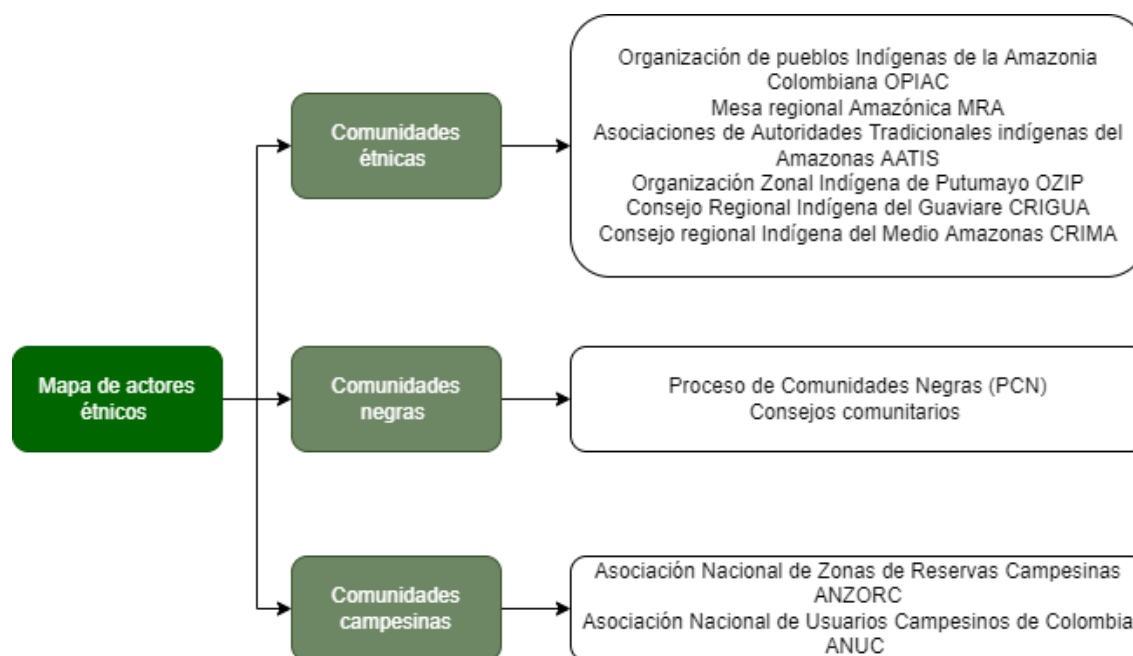 Organización de pueblos Indígenas de la Amazonia
Colombiana OPIAC
Mesa regional Amazónica MRA
Asociaciones de Autoridades Tradicionales indígenas del
Amazonas AATIS
Organización Zonal Indígena de Putumayo OZIP
Consejo Regional Indígena del Guaviare CRIGUA
Consejo regional Indígena del Medio Amazonas CRIMA
Comunidades
étnicas
Mapa de actores
étnicos
Comunidades
negras
Proceso de Comunidades Negras (PCN)
Consejos comunitarios
Comunidades
campesinas
Asociación Nacional de Zonas de Reservas Campesinas
ANZORC
Asociación Nacional de Usuarios Campesinos de Colombia
ANUC